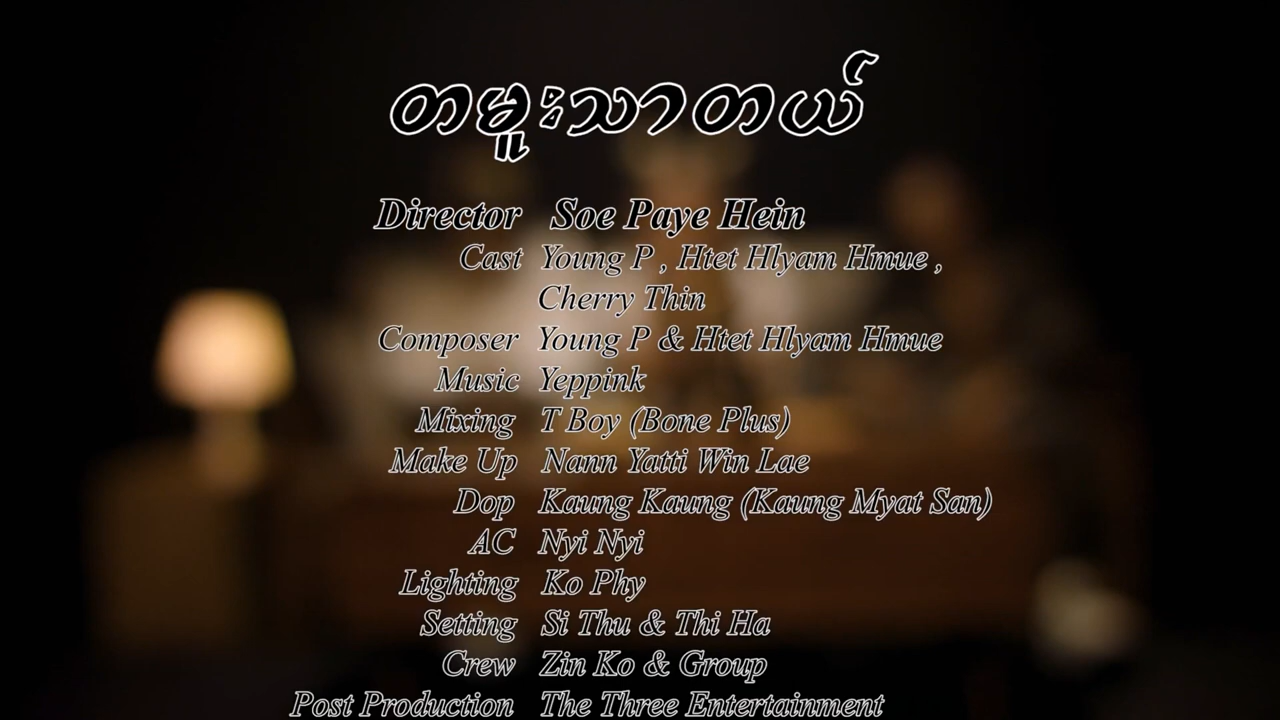 တမူးသာတယ်
Director Soe Paye Hein
Cast Young P , Htet Hlyam Hmue ,
Cherry Thin
Composer Young P & Htet Hlyam Hmue
Music Yeppink
Mixing T Boy (Bone Plus)
Make Up Nann Yatti Win Lae
Dop Kaung Kaung (Kaung Myat San)
AC Nyi Nyi
Lighting Ko Phy
Setting Si Thu & Thi Ha
Crew Zin Ko & Group
Post Production The Three Entertainment